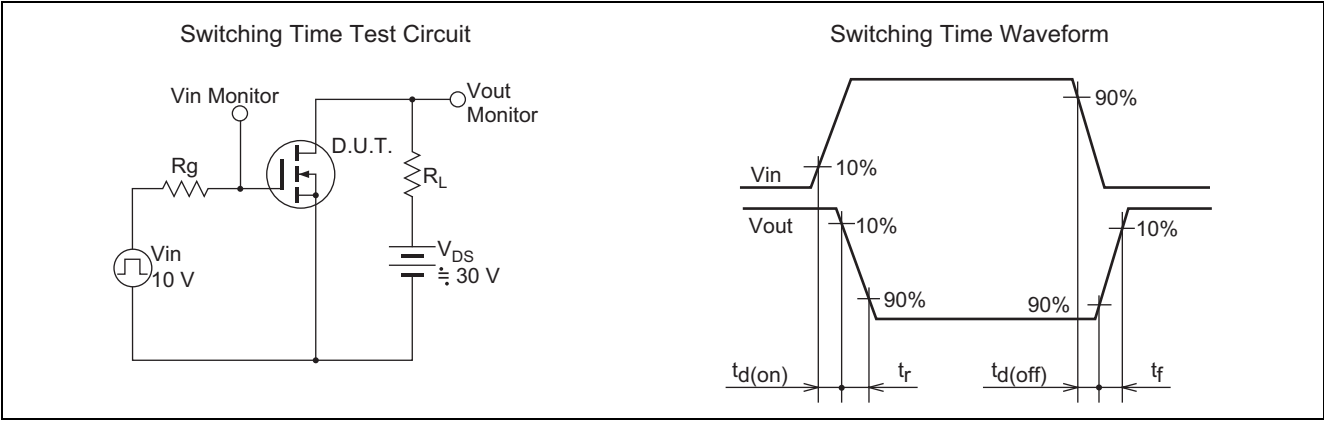 Switching Time Test Circuit
Vin Monitor
Vout
Monitor
D.U.T.
Rg
RL
Vin
10 V
VDS
≒ 30 V
Switching Time Waveform
90%
10%
Vin
Vout
10%
10%
90%
90%
td(on)
tr
td(off)
tf